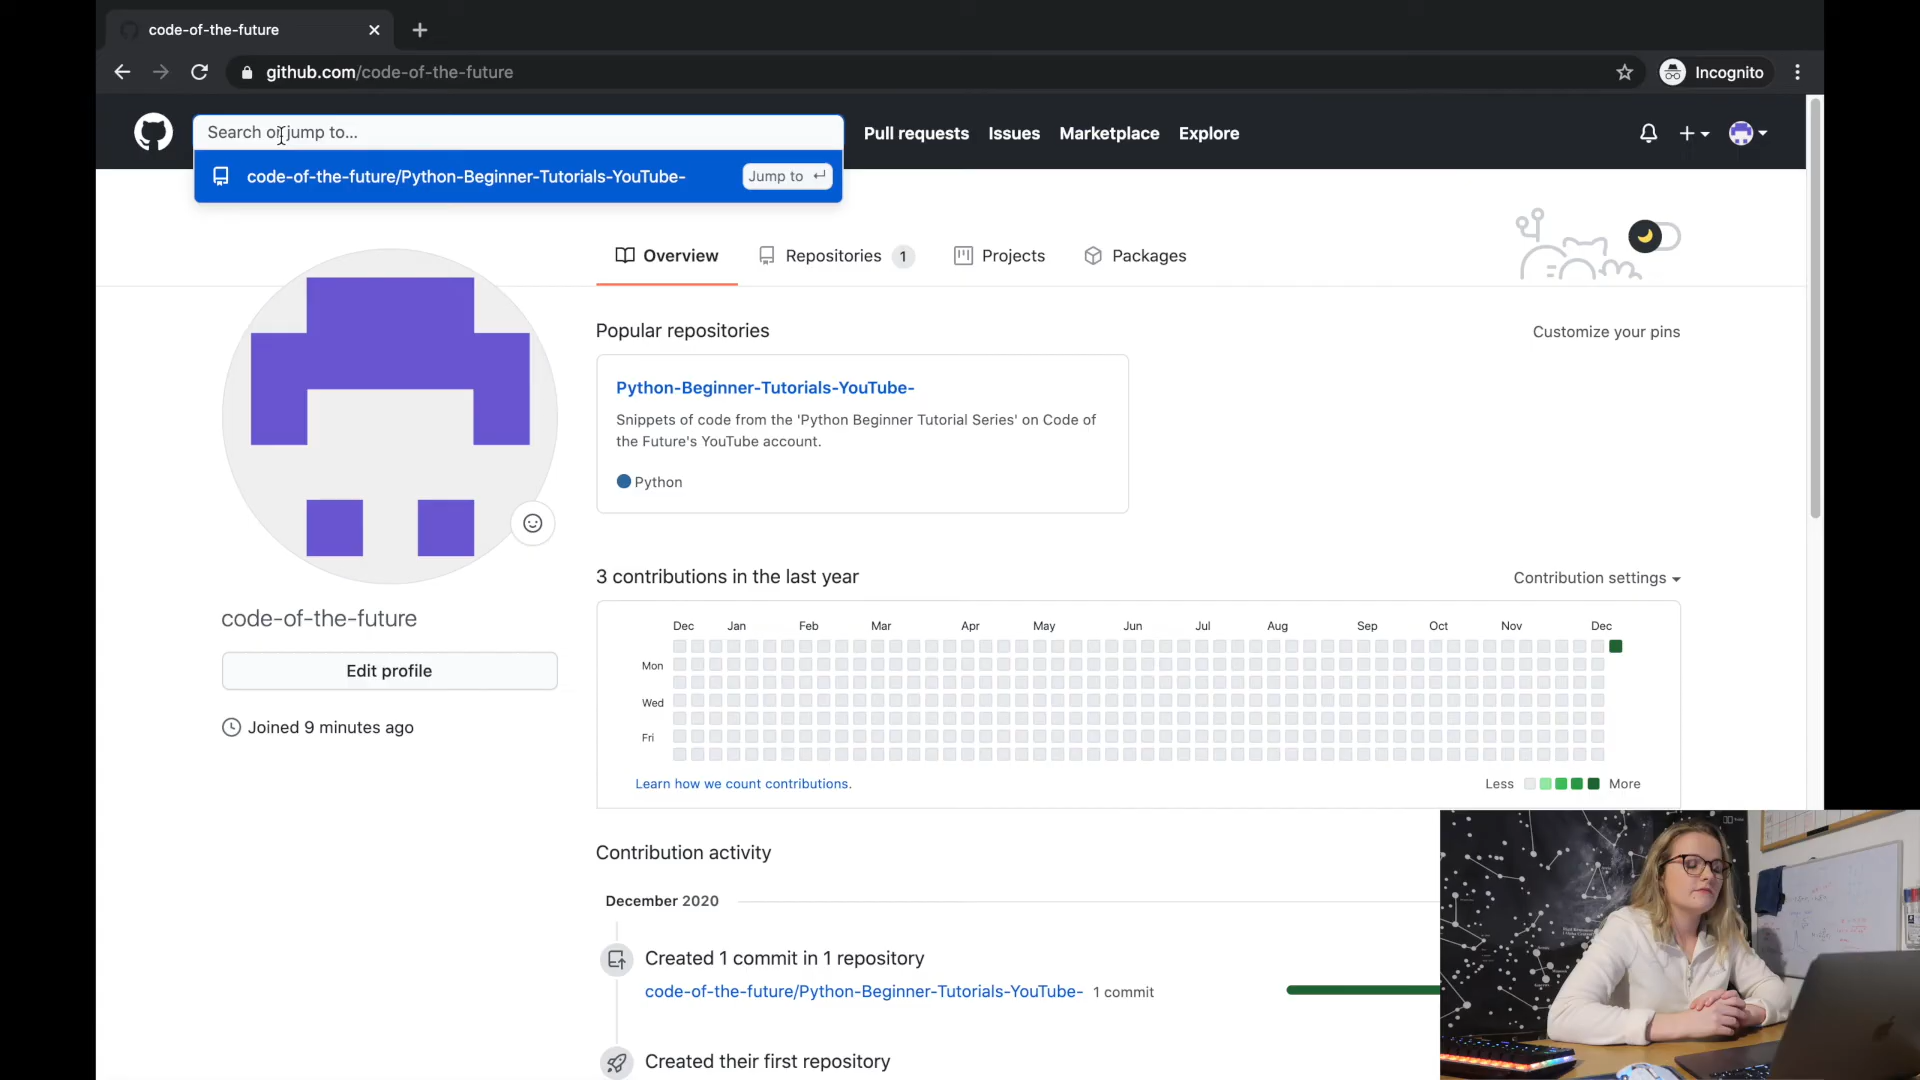 code-of-the-future
github.com/code-of-the-future
Incognito
Search or jump to...
Pull requests
Issues
Marketplace
Explore
code-of-the-future/Python-Beginner-Tutorials-YouTube-
Jump to
Overview
Repositories 1
Projects
Packages
Popular repositories
Customize your pins
Python-Beginner-Tutorials-YouTube-
Snippets of code from the 'Python Beginner Tutorial Series' on Code of
the Future's YouTube account.
Python
3 contributions in the last year
Contribution settings
code-of-the-future
Edit profile
Joined 9 minutes ago
Dec Jan Feb Mar Apr May Jun Jul Aug Sep Oct Nov Dec
Mon
Wed
Fri
Learn how we count contributions.
Less
More
Contribution activity
December 2020
Created 1 commit in 1 repository
code-of-the-future/Python-Beginner-Tutorials-YouTube- 1 commit
Created their first repository